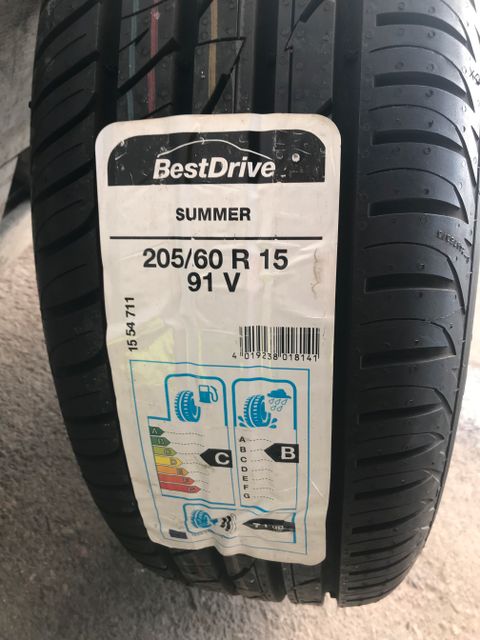 BestDrive
SUMMER
205/60 R 15
91 V
15 54 711
4 019238 018141
A
B
C
D
E
F
G
C
B